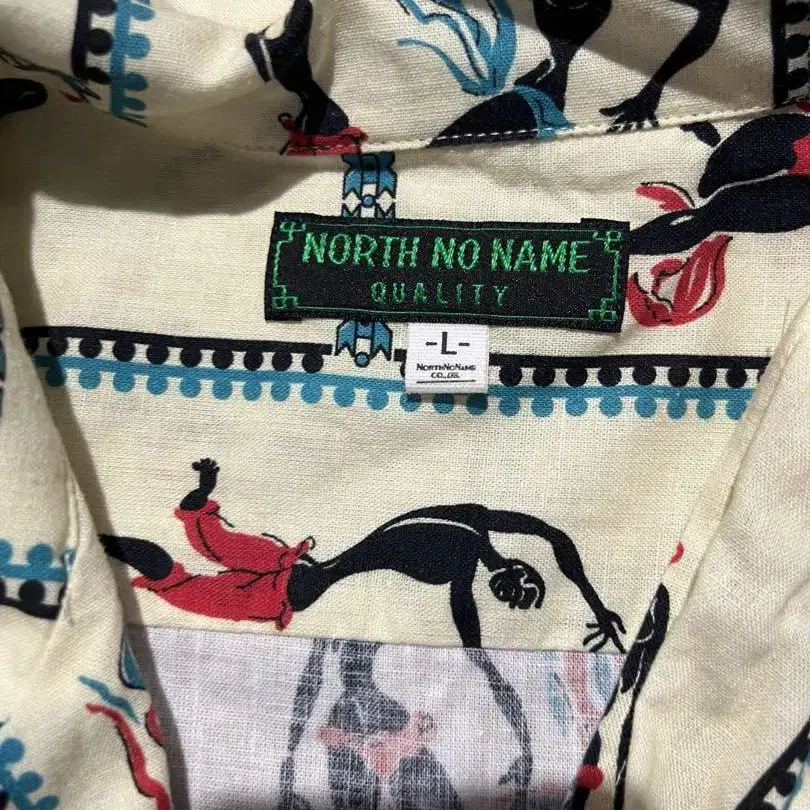 NORTH NO NAME
QUALITY
-L-
NORTHNONAME
CO.,LTD.